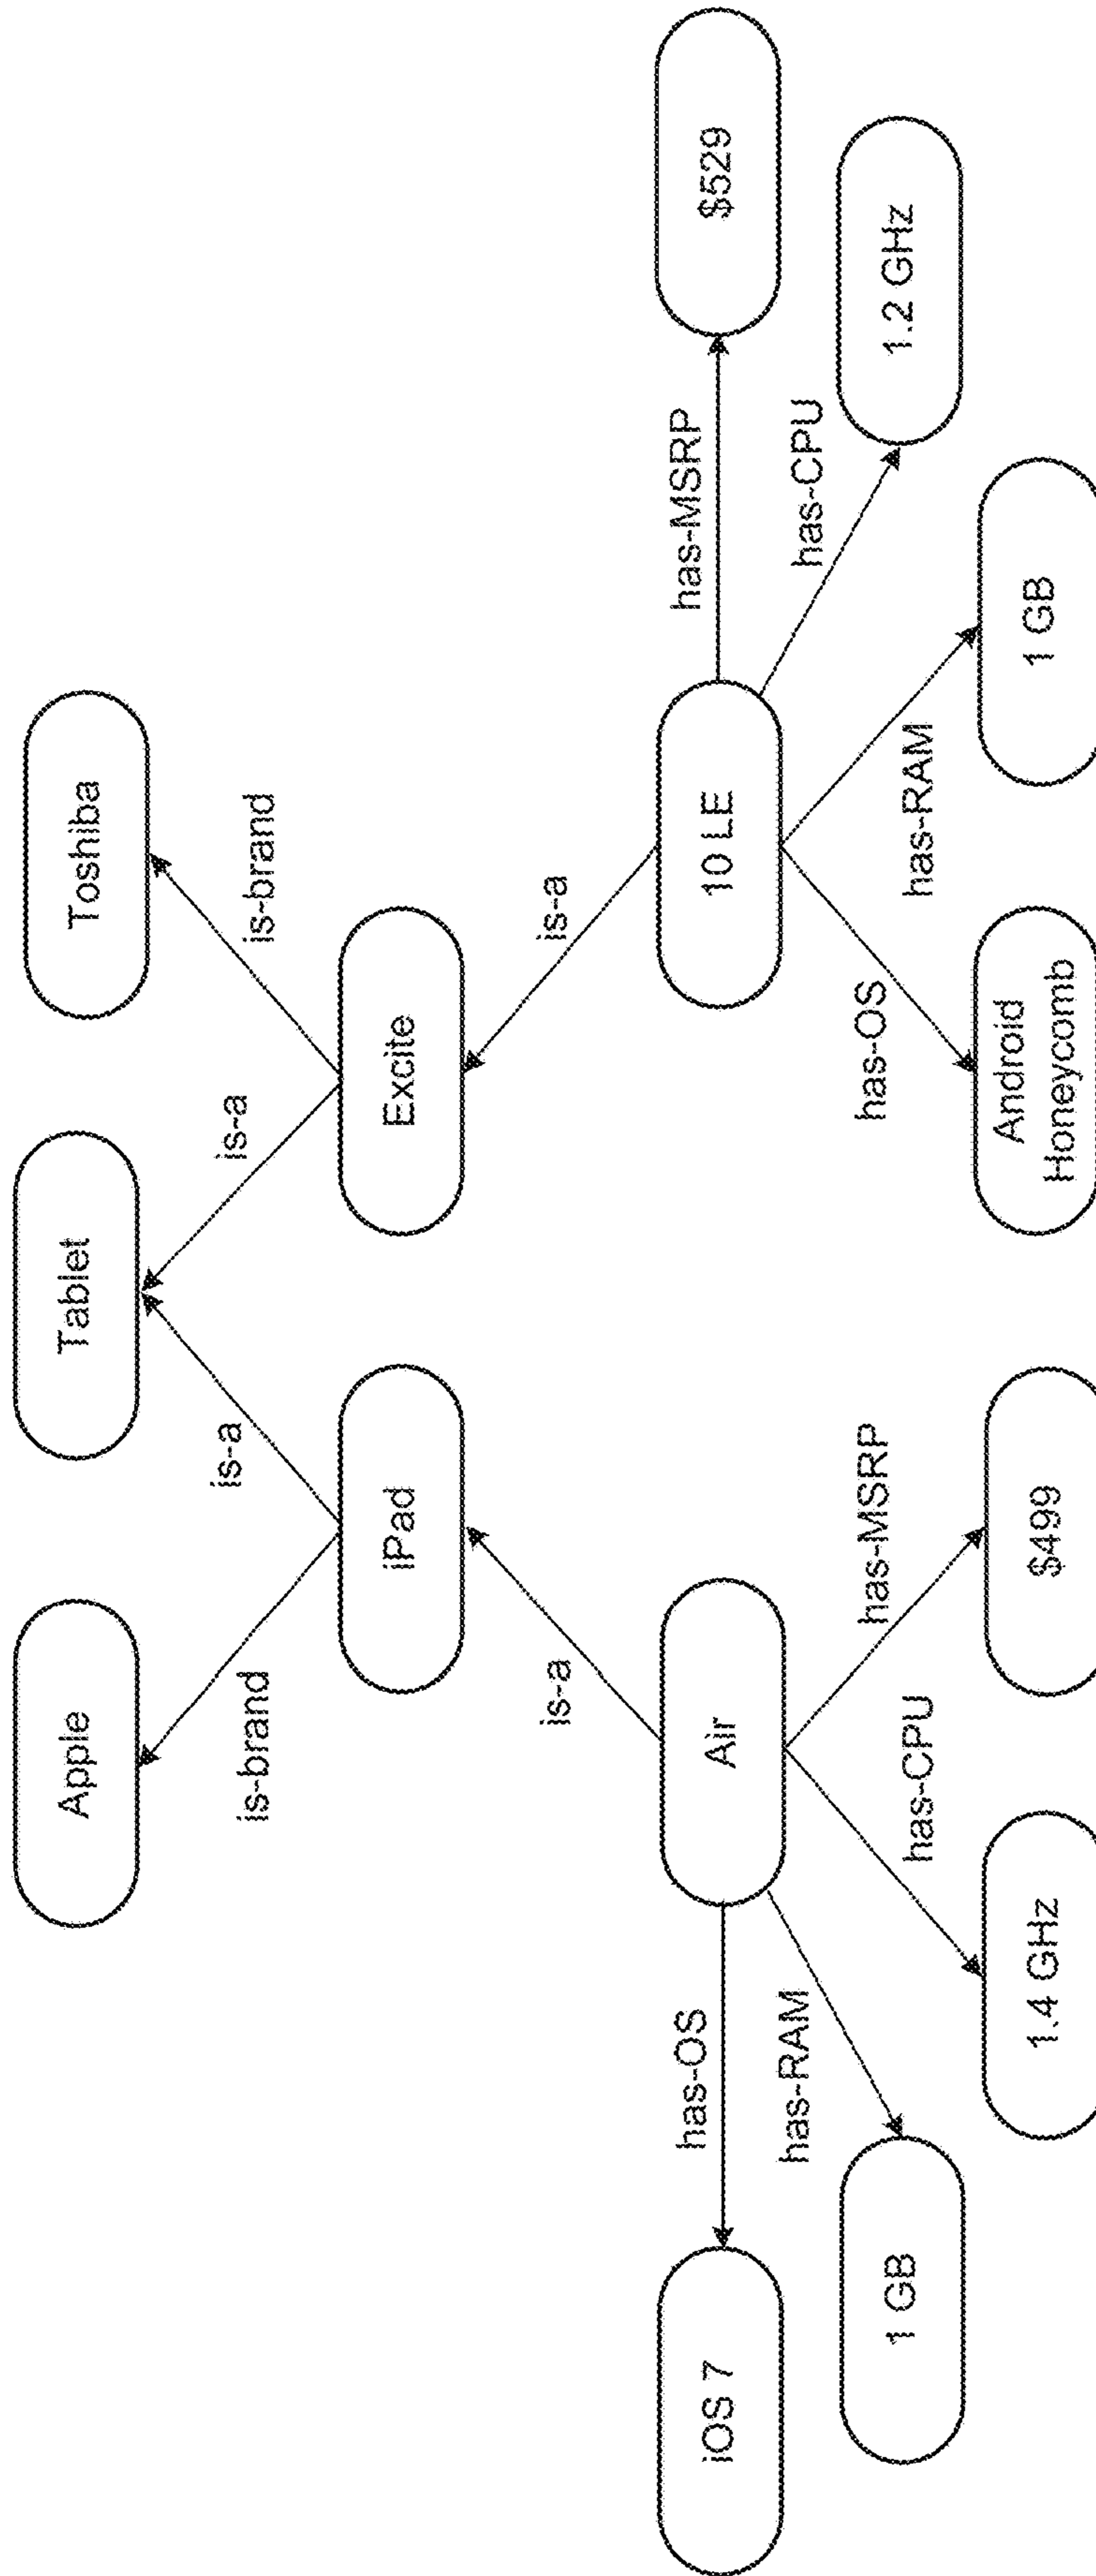 Apple
Tablet
Toshiba
is-brand
is-a
is-a
is-brand
iPad
Excite
is-a
is-a
iOS 7
has-OS
Air
10 LE
has-MSRP
$529
has-RAM
has-CPU
has-MSRP
has-OS
has-RAM
has-CPU
1 GB
1.4 GHz
$499
Android
Honeycomb
1 GB
1.2 GHz